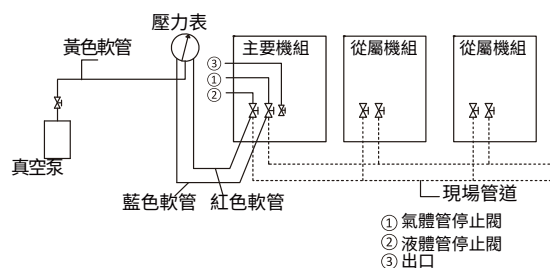 壓力表
黃色軟管
主要機組
從屬機組
從屬機組
③
①
②
真空泵
藍色軟管
紅色軟管
現場管道
① 氣體管停止閥
② 液體管停止閥
③ 出口